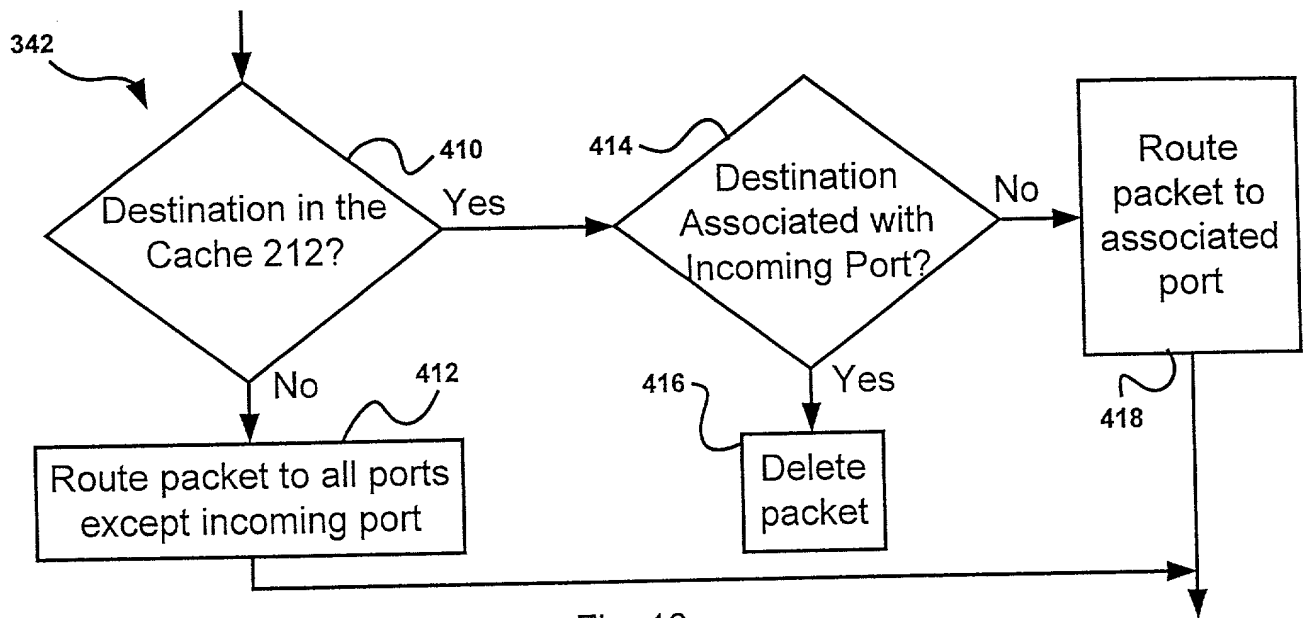 342
410
Destination in the
Cache 212?
Yes
No
412
Route packet to all ports
except incoming port
414
Destination
Associated with
Incoming Port?
No
Yes
416
Delete
packet
Route
packet to
associated
port
418